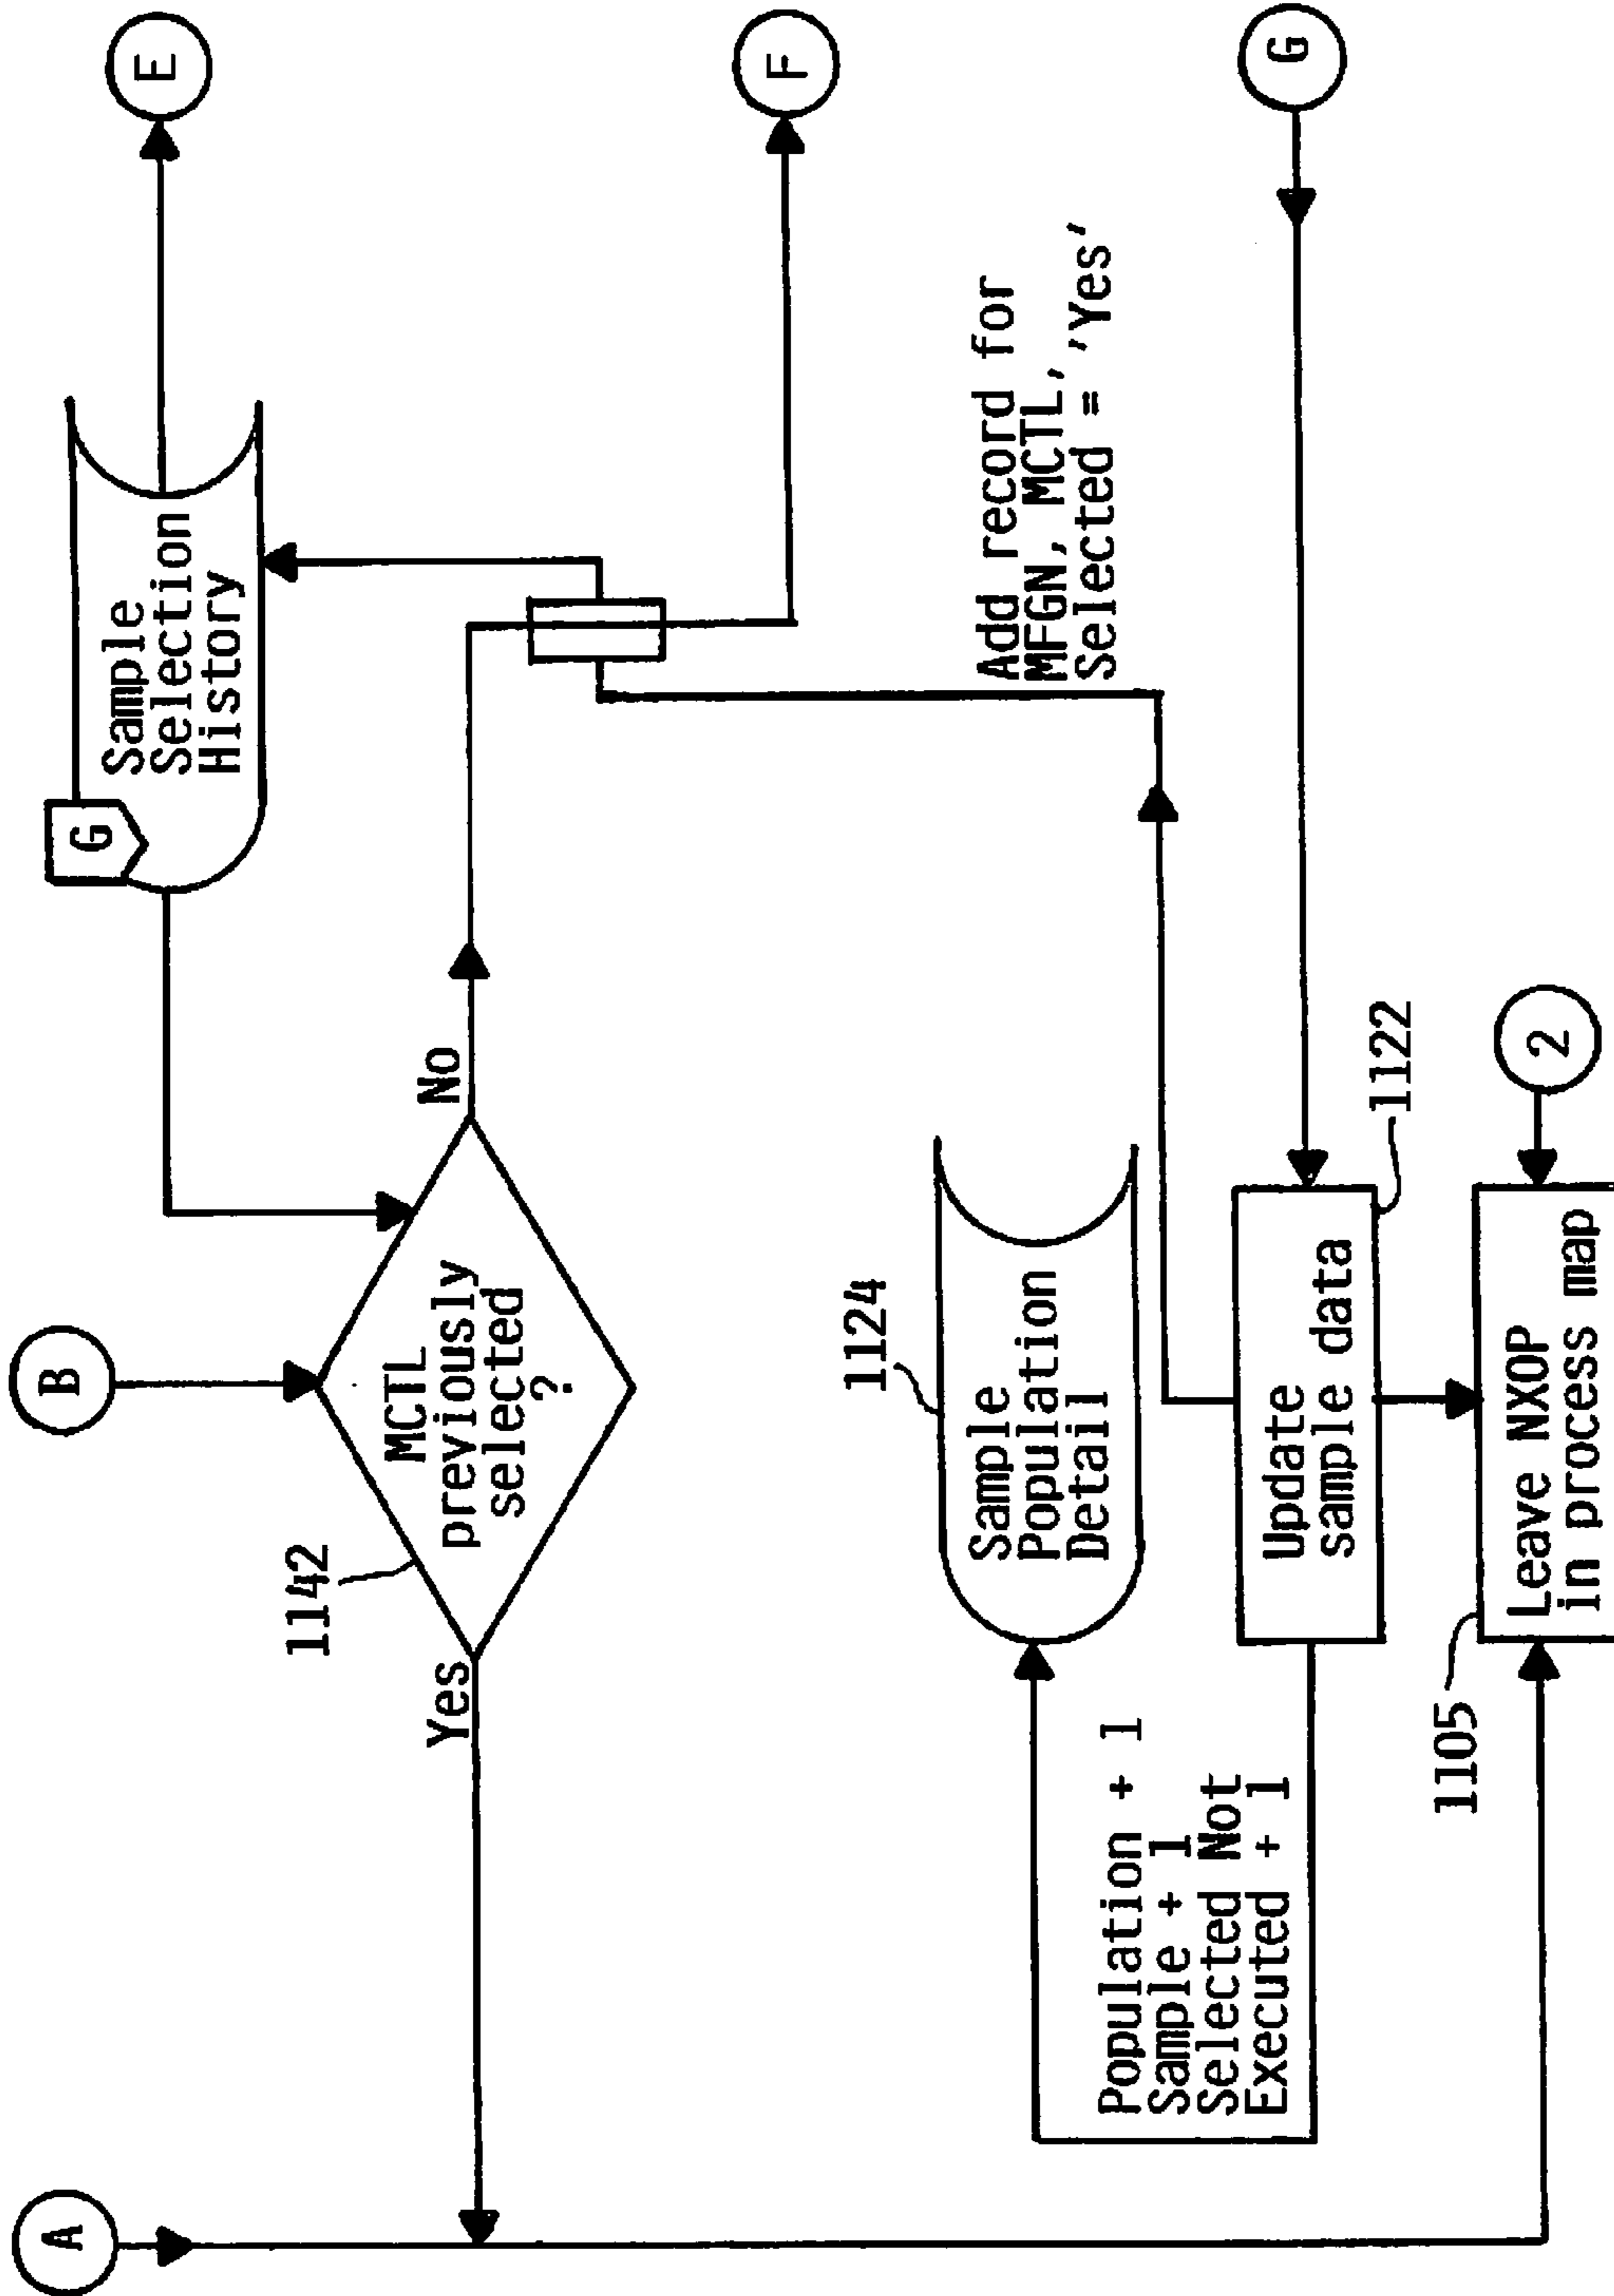 A
B
E
G
Sample
Selection
History
1142
MCTL
previously
selected
?
Yes
No
F
1124
Sample
Population
Detail
Add record for
MFGN, MCTL,
Selected = 'Yes'
Population + 1
Sample + 1
Selected Not
Executed + 1
Update
sample data
1122
G
1105
Leave NXOP
in process map
2